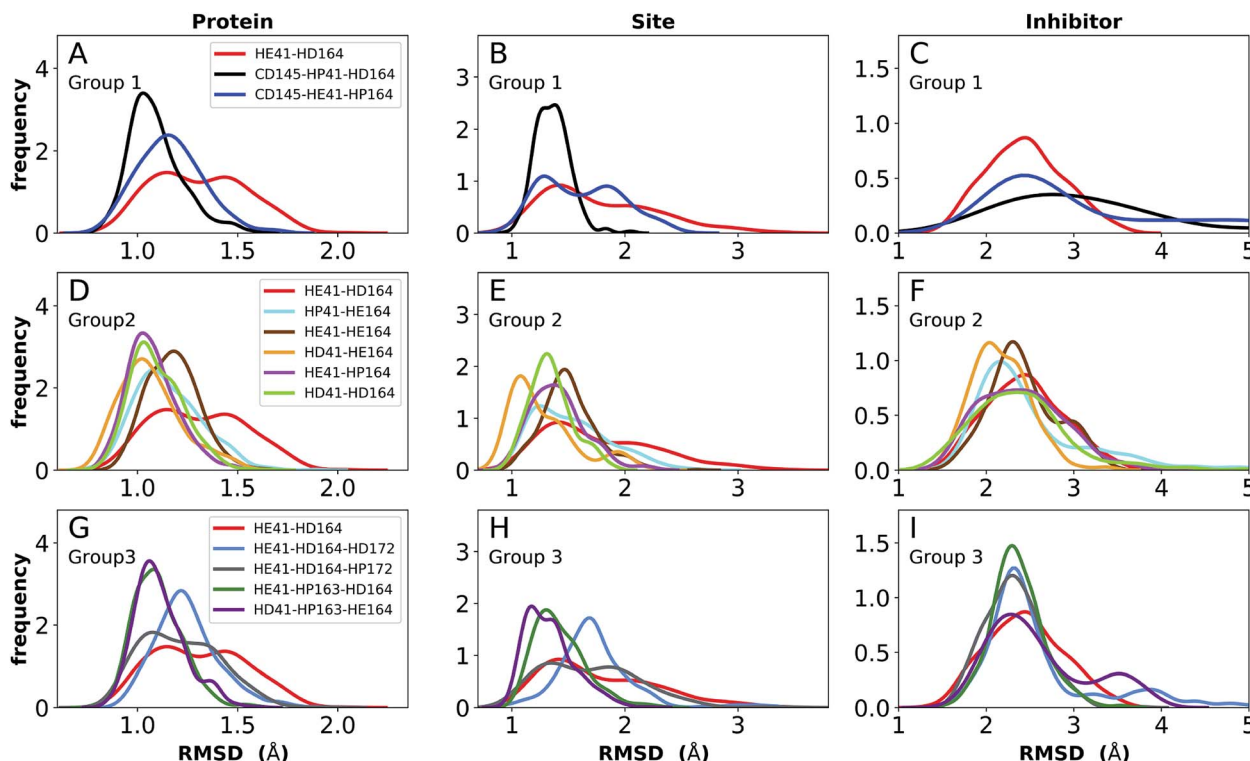 Protein
Site
Inhibitor
A
Group 1
HE41-HD164
CD145-HP41-HD164
CD145-HE41-HP164
frequency
4
2
0
1.0
1.5
2.0
B
Group 1
3
2
1
0
1
2
3
C
Group 1
1.5
1.0
0.5
0.0
1
2
3
4
5
D
Group2
HE41-HD164
HP41-HE164
HE41-HE164
HD41-HE164
HE41-HP164
HD41-HD164
frequency
4
2
0
1.0
1.5
2.0
E
Group 2
3
2
1
0
1
2
3
F
Group 2
1.5
1.0
0.5
0.0
1
2
3
4
5
G
Group3
HE41-HD164
HE41-HD164-HD172
HE41-HD164-HP172
HE41-HP163-HD164
HD41-HP163-HE164
frequency
4
2
0
1.0
1.5
2.0
RMSD (Å)
H
Group 3
3
2
1
0
1
2
3
RMSD (Å)
I
Group 3
1.5
1.0
0.5
0.0
1
2
3
4
5
RMSD (Å)